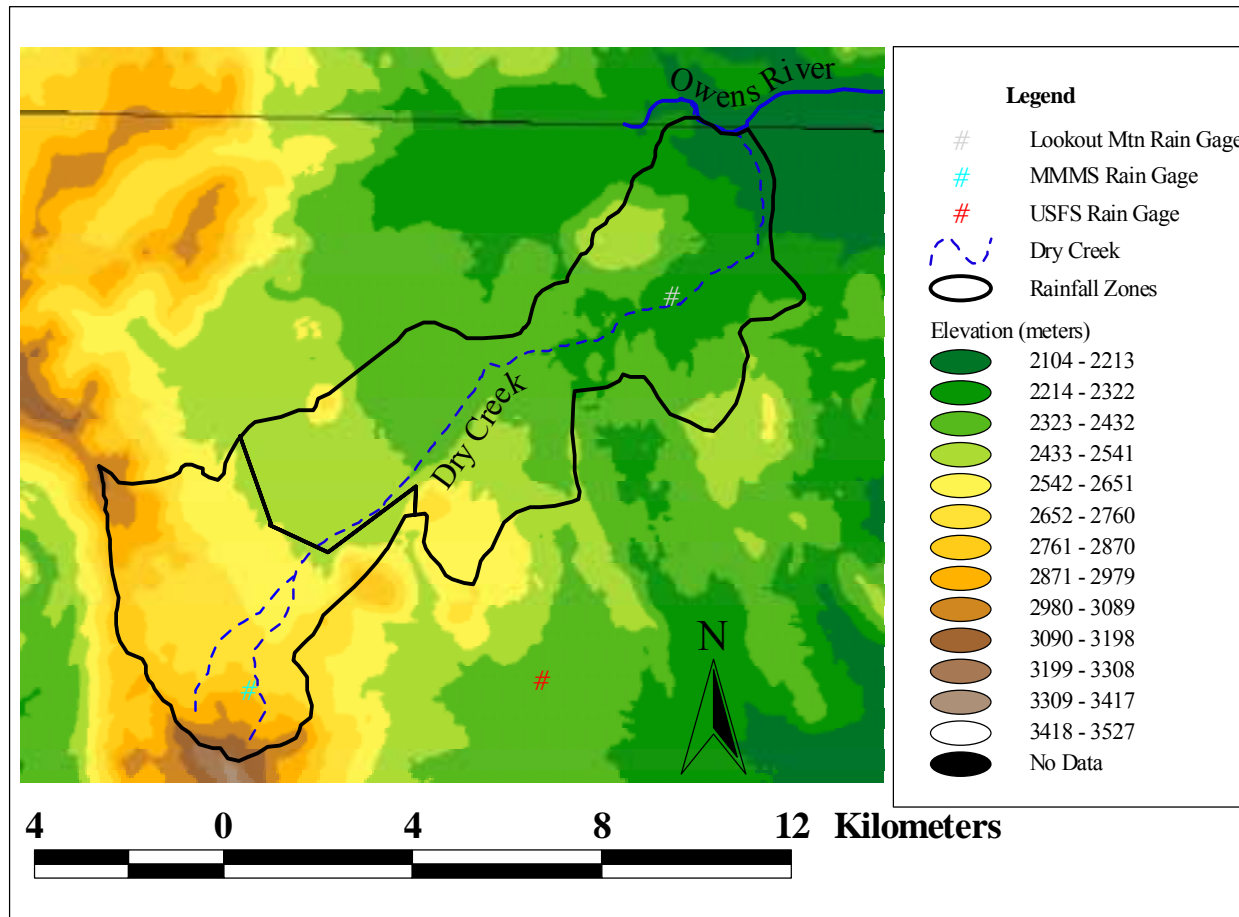 Owens River
Dry Creek
N
4 0 4 8 12 Kilometers
Legend
# Lookout Mtn Rain Gage
# MMMS Rain Gage
# USFS Rain Gage
Dry Creek
Rainfall Zones
Elevation (meters)
2104 - 2213
2214 - 2322
2323 - 2432
2433 - 2541
2542 - 2651
2652 - 2760
2761 - 2870
2871 - 2979
2980 - 3089
3090 - 3198
3199 - 3308
3309 - 3417
3418 - 3527
No Data